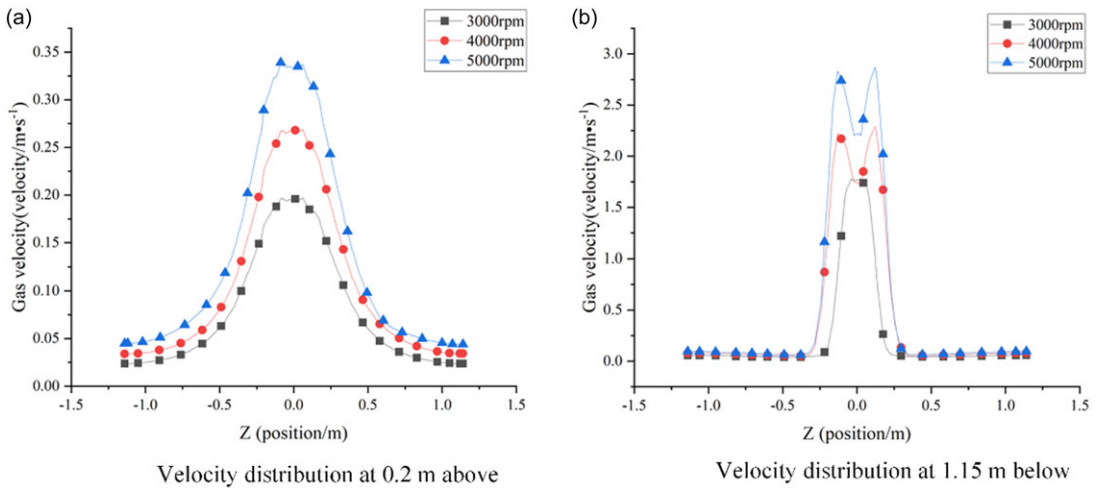 (a)
3000rpm
4000rpm
5000rpm
0.35
0.30
0.25
0.20
0.15
0.10
0.05
0.00
Gas velocity(velocity/m•s-1)
-1.5 -1.0 -0.5 0.0 0.5 1.0 1.5
Z (position/m)
Velocity distribution at 0.2 m above
(b)
3000rpm
4000rpm
5000rpm
3.0
2.5
2.0
1.5
1.0
0.5
0.0
Gas velocity(velocity/m•s-1)
-1.5 -1.0 -0.5 0.0 0.5 1.0 1.5
Z (position/m)
Velocity distribution at 1.15 m below